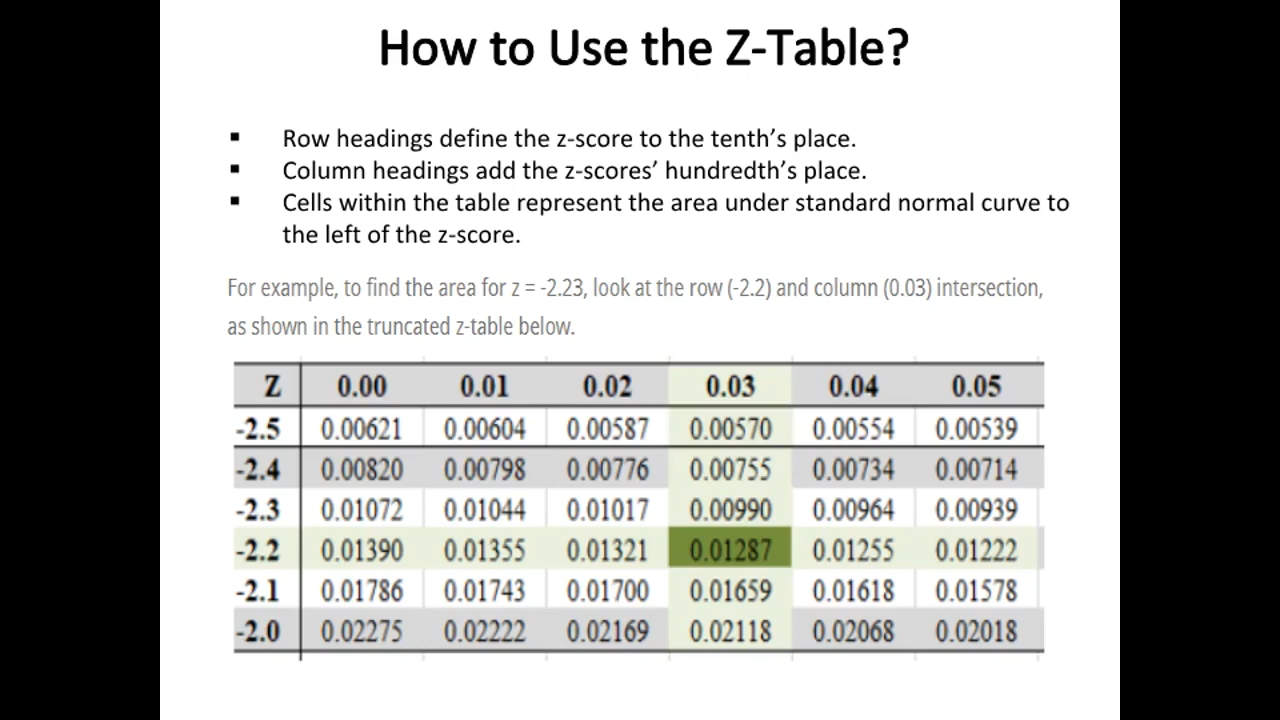 How to Use the Z-Table?
▪ Row headings define the z-score to the tenth’s place.
▪ Column headings add the z-scores’ hundredth’s place.
▪ Cells within the table represent the area under standard normal curve to
the left of the z-score.
For example, to find the area for z = -2.23, look at the row (-2.2) and column (0.03) intersection,
as shown in the truncated z-table below.
Z 0.00 0.01 0.02 0.03 0.04 0.05
-2.5 0.00621 0.00604 0.00587 0.00570 0.00554 0.00539
-2.4 0.00820 0.00798 0.00776 0.00755 0.00734 0.00714
-2.3 0.01072 0.01044 0.01017 0.00990 0.00964 0.00939
-2.2 0.01390 0.01355 0.01321 0.01287 0.01255 0.01222
-2.1 0.01786 0.01743 0.01700 0.01659 0.01618 0.01578
-2.0 0.02275 0.02222 0.02169 0.02118 0.02068 0.02018